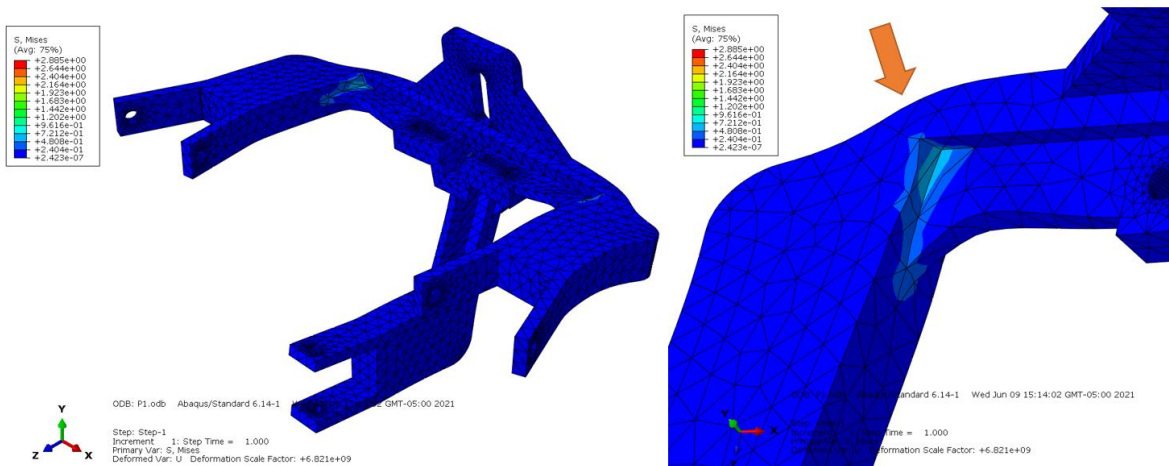 S, Mises
(Avg: 75%)
+2.885e+00
+2.644e+00
+2.404e+00
+2.164e+00
+1.923e+00
+1.683e+00
+1.442e+00
+1.202e+00
+9.616e-01
+7.212e-01
+4.808e-01
+2.404e-01
+2.423e-07
ODB: P1.odb Abaqus/Standard 6.14-1 GMT-05:00 2021
Step: Step-1
Increment 1: Step Time = 1.000
Primary Var: S, Mises
Deformed Var: U Deformation Scale Factor: +6.821e+09
Y
Z
X
S, Mises
(Avg: 75%)
+2.885e+00
+2.644e+00
+2.404e+00
+2.164e+00
+1.923e+00
+1.683e+00
+1.442e+00
+1.202e+00
+9.616e-01
+7.212e-01
+4.808e-01
+2.404e-01
+2.423e-07
Abaqus/Standard 6.14-1 Wed Jun 09 15:14:02 GMT-05:00 2021
Time = 1.000
Deformation Scale Factor: +6.821e+09
X